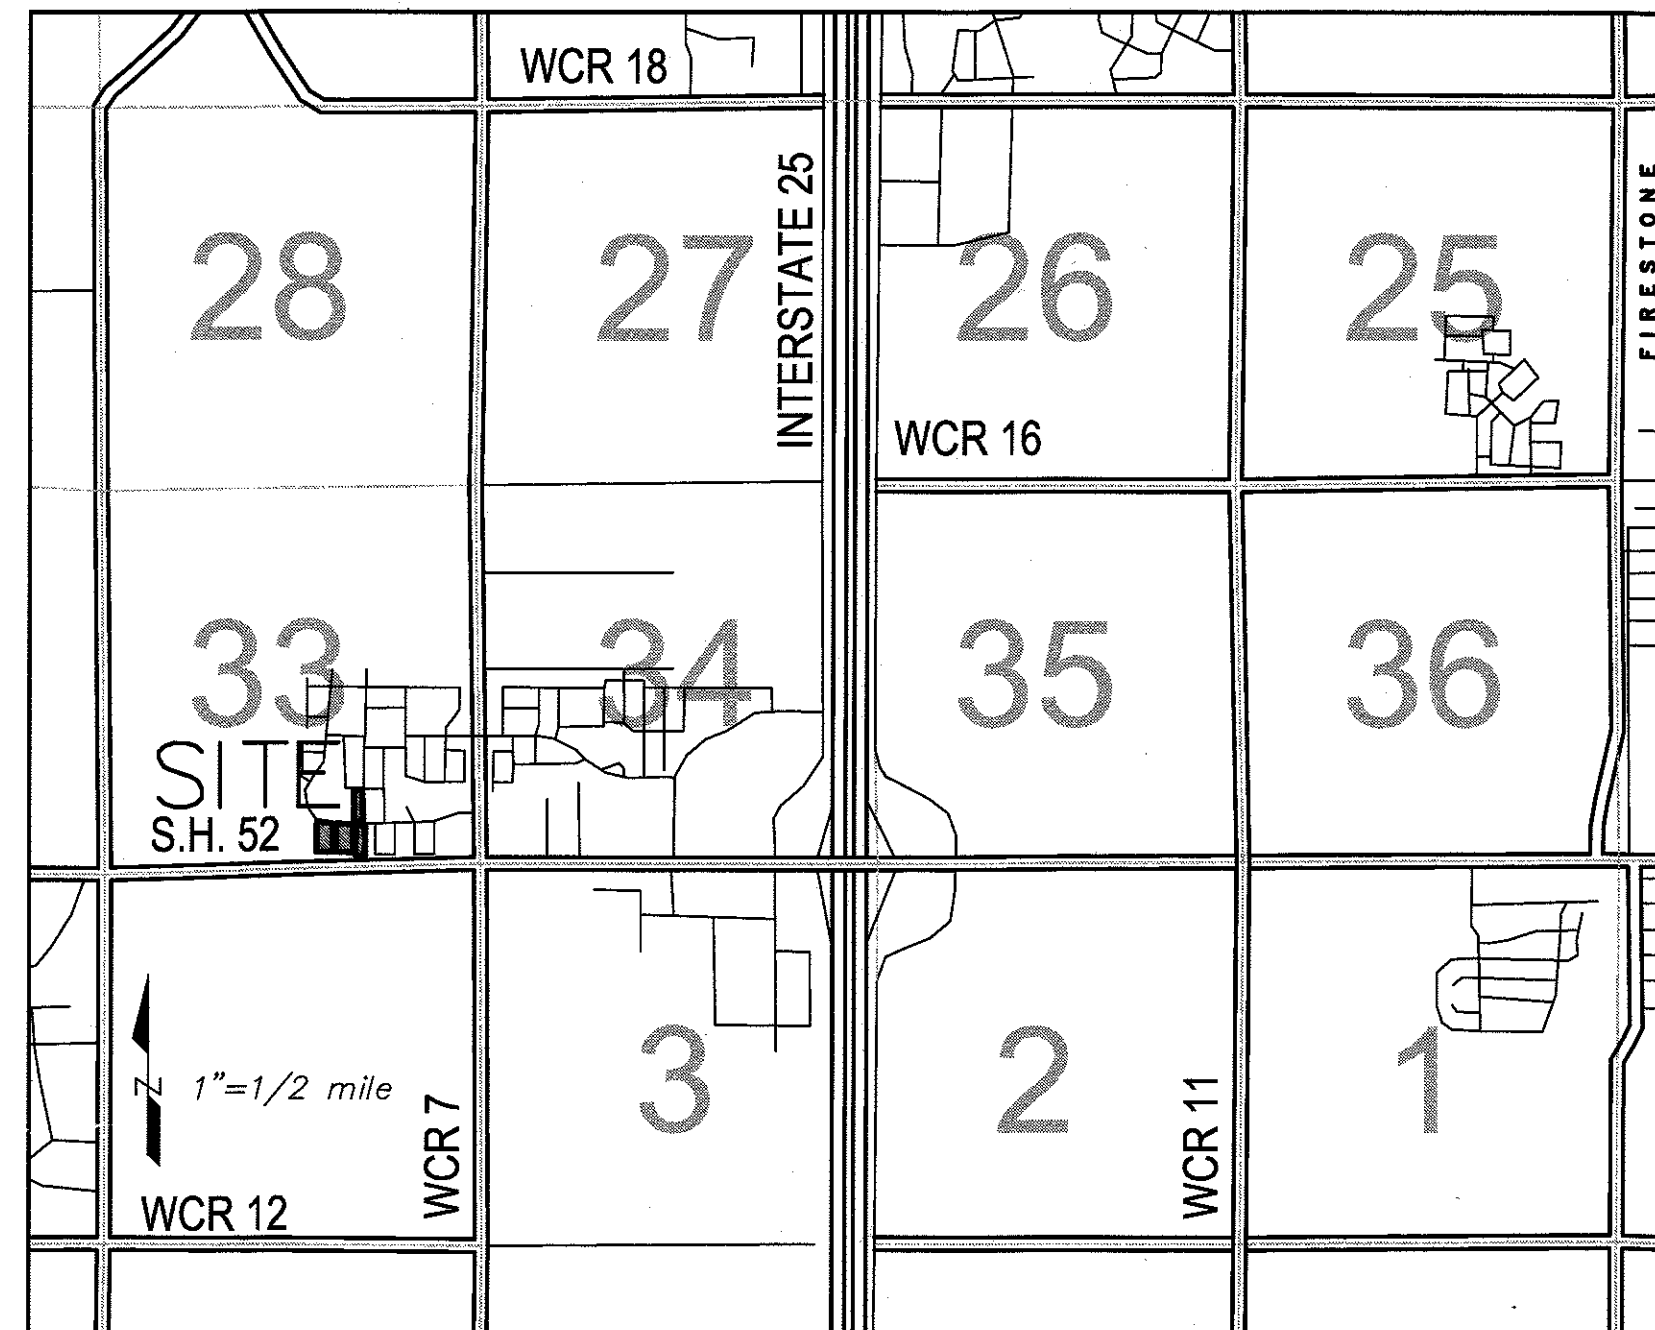 WCR 18
28
27
INTERSTATE 25
26
25
FIRESTONE
WCR 16
33
34
35
36
SITE
S.H. 52
3
2
1
N
1"=1/2 mile
WCR 7
WCR 11
WCR 12